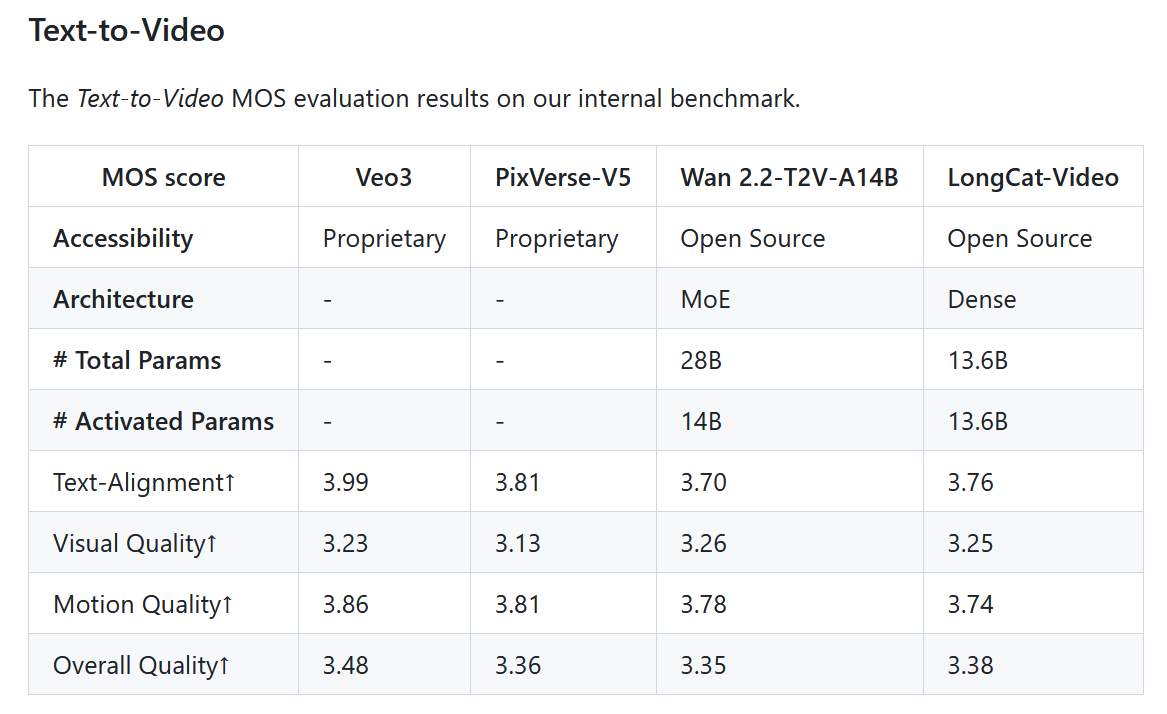 Text-to-Video
The Text-to-Video MOS evaluation results on our internal benchmark.
MOS score Veo3 PixVerse-V5 Wan 2.2-T2V-A14B LongCat-Video
Accessibility Proprietary Proprietary Open Source Open Source
Architecture - - MoE Dense
# Total Params - - 28B 13.6B
# Activated Params - - 14B 13.6B
Text-Alignment↑ 3.99 3.81 3.70 3.76
Visual Quality↑ 3.23 3.13 3.26 3.25
Motion Quality↑ 3.86 3.81 3.78 3.74
Overall Quality↑ 3.48 3.36 3.35 3.38